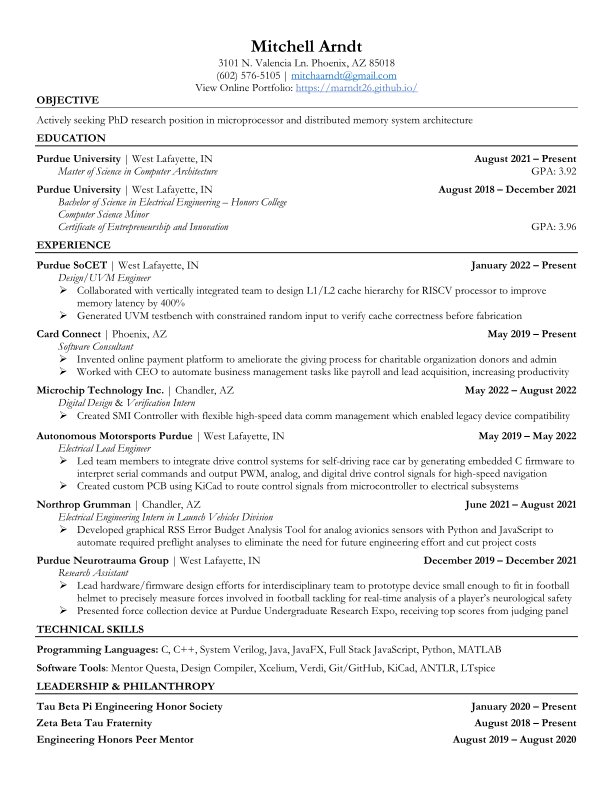 Mitchell Arndt
3101 N. Valencia Ln. Phoenix, AZ 85018
(602) 576-5105 | mitchaarndt@gmail.com
View Online Portfolio: https://marndt26.github.io/
OBJECTIVE
Actively seeking PhD research position in microprocessor and distributed memory system architecture
EDUCATION
Purdue University | West Lafayette, IN August 2021 – Present
Master of Science in Computer Architecture GPA: 3.92
Purdue University | West Lafayette, IN August 2018 – December 2021
Bachelor of Science in Electrical Engineering – Honors College
Computer Science Minor
Certificate of Entrepreneurship and Innovation GPA: 3.96
EXPERIENCE
Purdue SoCET | West Lafayette, IN January 2022 – Present
Design/UVM Engineer
➢ Collaborated with vertically integrated team to design L1/L2 cache hierarchy for RISCV processor to improve
memory latency by 400%
➢ Generated UVM testbench with constrained random input to verify cache correctness before fabrication
Card Connect | Phoenix, AZ May 2019 – Present
Software Consultant
➢ Invented online payment platform to ameliorate the giving process for charitable organization donors and admin
➢ Worked with CEO to automate business management tasks like payroll and lead acquisition, increasing productivity
Microchip Technology Inc. | Chandler, AZ May 2022 – August 2022
Digital Design & Verification Intern
➢ Created SMI Controller with flexible high-speed data comm management which enabled legacy device compatibility
Autonomous Motorsports Purdue | West Lafayette, IN May 2019 – May 2022
Electrical Lead Engineer
➢ Led team members to integrate drive control systems for self-driving race car by generating embedded C firmware to
interpret serial commands and output PWM, analog, and digital drive control signals for high-speed navigation
➢ Created custom PCB using KiCad to route control signals from microcontroller to electrical subsystems
Northrop Grumman | Chandler, AZ June 2021 – August 2021
Electrical Engineering Intern in Launch Vehicles Division
➢ Developed graphical RSS Error Budget Analysis Tool for analog avionics sensors with Python and JavaScript to
automate required preflight analyses to eliminate the need for future engineering effort and cut project costs
Purdue Neurotrauma Group | West Lafayette, IN December 2019 – December 2021
Research Assistant
➢ Lead hardware/firmware design efforts for interdisciplinary team to prototype device small enough to fit in football
helmet to precisely measure forces involved in football tackling for real-time analysis of a player's neurological safety
➢ Presented force collection device at Purdue Undergraduate Research Expo, receiving top scores from judging panel
TECHNICAL SKILLS
Programming Languages: C, C++, System Verilog, Java, JavaFX, Full Stack JavaScript, Python, MATLAB
Software Tools: Mentor Questa, Design Compiler, Xcelium, Verdi, Git/GitHub, KiCad, ANTLR, LTspice
LEADERSHIP & PHILANTHROPY
Tau Beta Pi Engineering Honor Society January 2020 – Present
Zeta Beta Tau Fraternity August 2018 – Present
Engineering Honors Peer Mentor August 2019 – August 2020